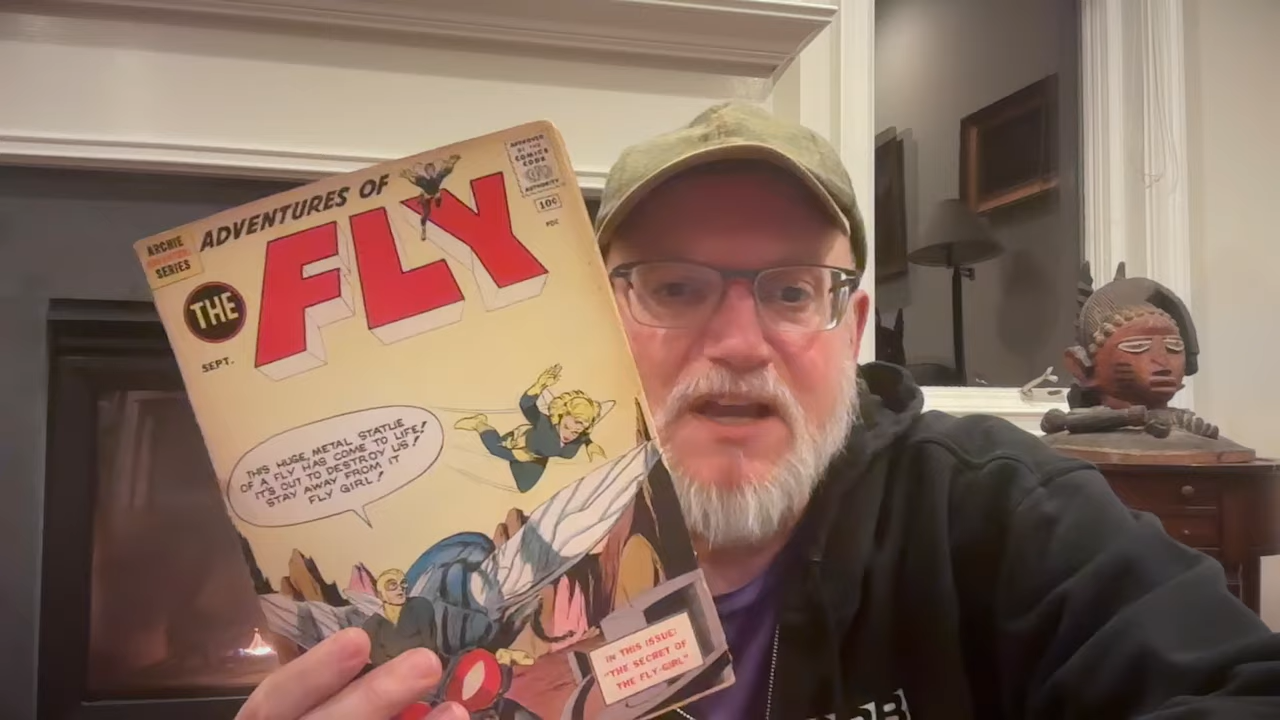 ADVENTURES OF
THE
FLY
ARCHIE
ADVENTURE
SERIES
APPROVED
BY THE
COMICS
CODE
AUTHORITY
10¢
SEPT.
THIS HUGE METAL STATUE
OF A FLY HAS COME TO LIFE!
IT'S OUT TO DESTROY US!
STAY AWAY FROM IT
FLY GIRL!
IN THIS ISSUE:
"THE SECRET OF
THE FLY-GIRL"